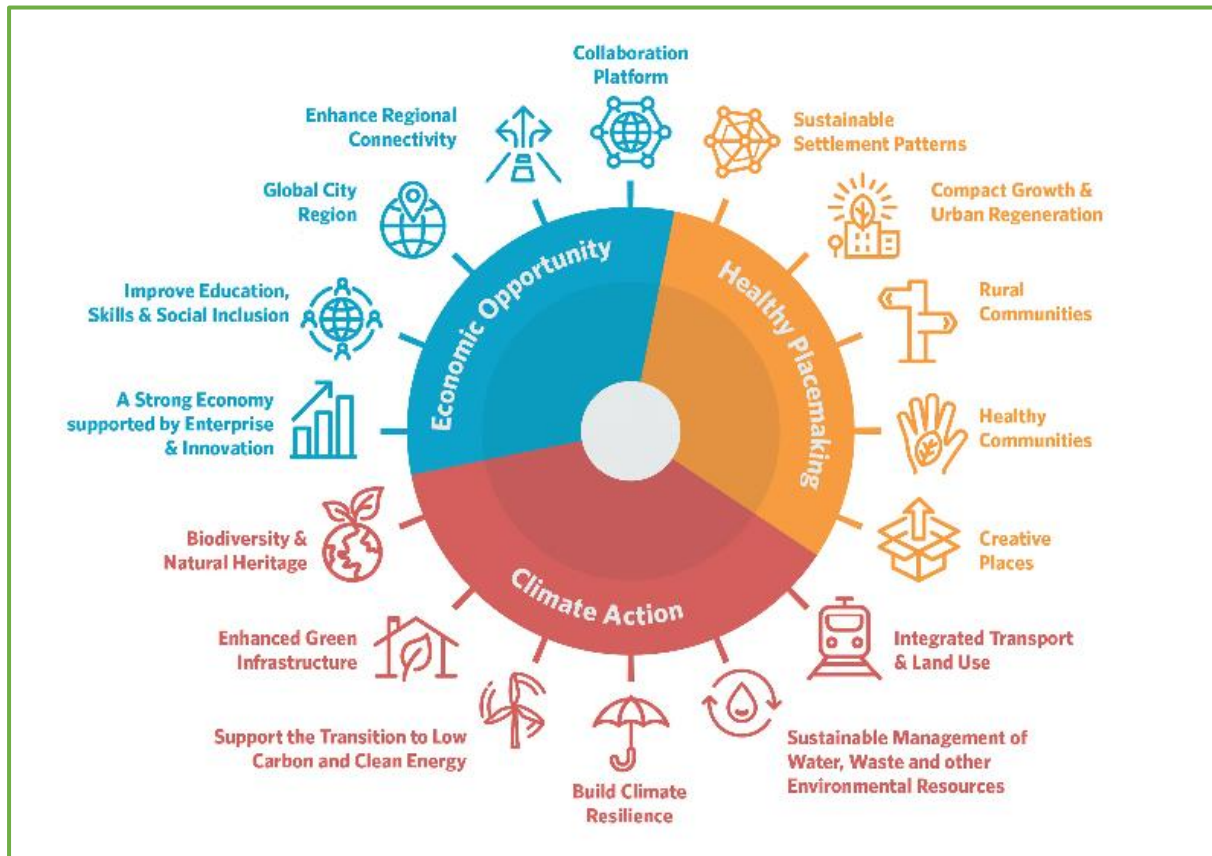 Collaboration
Platform
Sustainable
Settlement Patterns
Compact Growth &
Urban Regeneration
Rural
Communities
Healthy
Communities
Creative
Places
Integrated Transport
& Land Use
Sustainable Management of
Water, Waste and other
Environmental Resources
Build Climate
Resilience
Support the Transition to Low
Carbon and Clean Energy
Enhanced Green
Infrastructure
Biodiversity &
Natural Heritage
A Strong Economy
supported by Enterprise
& Innovation
Improve Education,
Skills & Social Inclusion
Global City
Region
Enhance Regional
Connectivity
Economic Opportunity
Healthy Placemaking
Climate Action